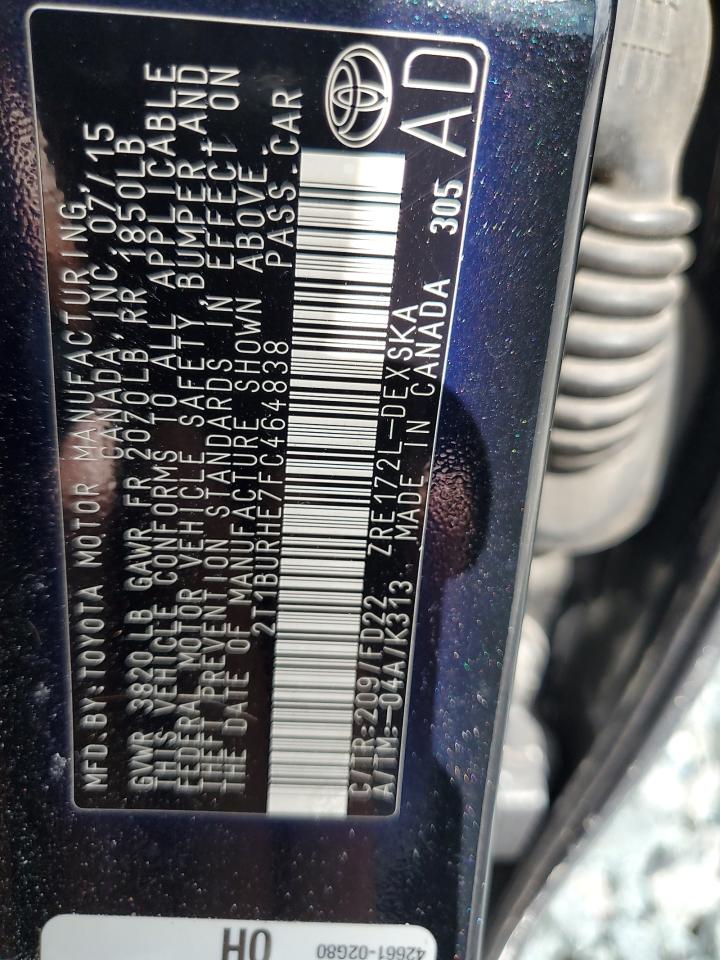 MFD.BY:TOYOTA MOTOR MANUFACTURING,
CANADA, INC. 07/15
GVWR 3820LB GAWR FR 2020LB RR 1850LB
THIS VEHICLE CONFORMS TO ALL APPLICABLE
FEDERAL MOTOR VEHICLE SAFETY, BUMPER AND
THEFT PREVENTION STANDARDS IN EFFECT ON
THE DATE OF MANUFACTURE SHOWN ABOVE.
2T1BURHE7FC464838 PASS.CAR
C/TR:209/FD22 ZRE172L-DEXSKA
A/TM:-04A/K313 MADE IN CANADA 305
AD
OH
42661-02G80